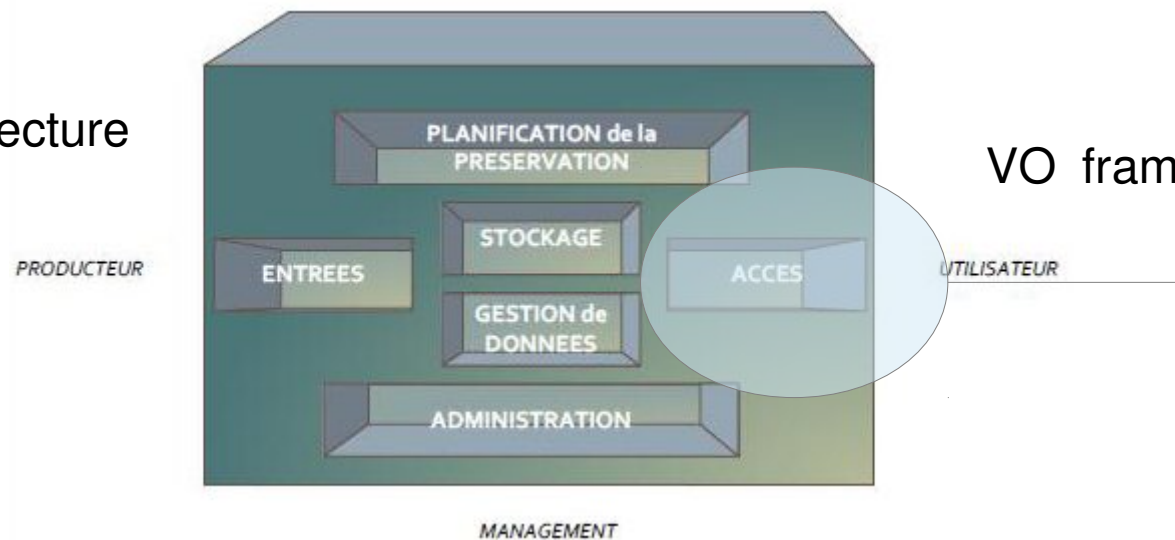 ecture
VO fram
PLANIFICATION de la
PRESERVATION
STOCKAGE
PRODUCTEUR
ENTREES
ACCES
UTILISATEUR
GESTION de
DONNEES
ADMINISTRATION
MANAGEMENT